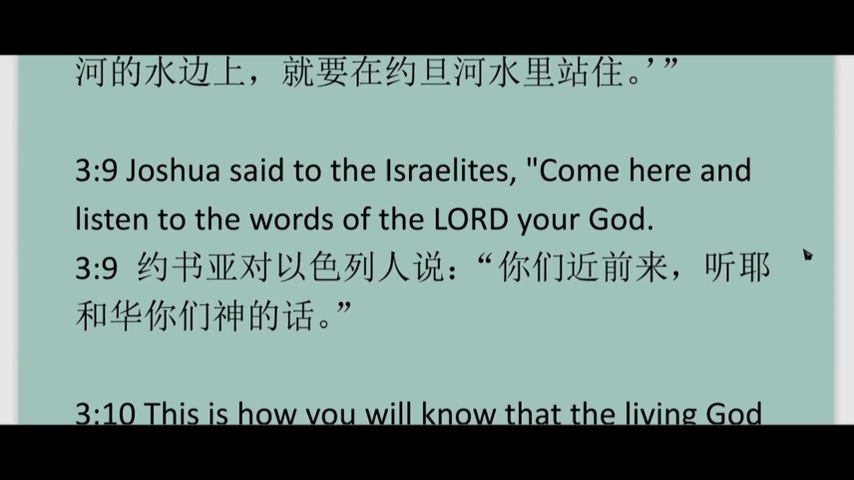 河的水边上，就要在约旦河水里站住。’”
3:9 Joshua said to the Israelites, "Come here and
listen to the words of the LORD your God.
3:9 约书亚对以色列人说：“你们近前来，听耶
和华你们神的话。”
3:10 This is how you will know that the living God